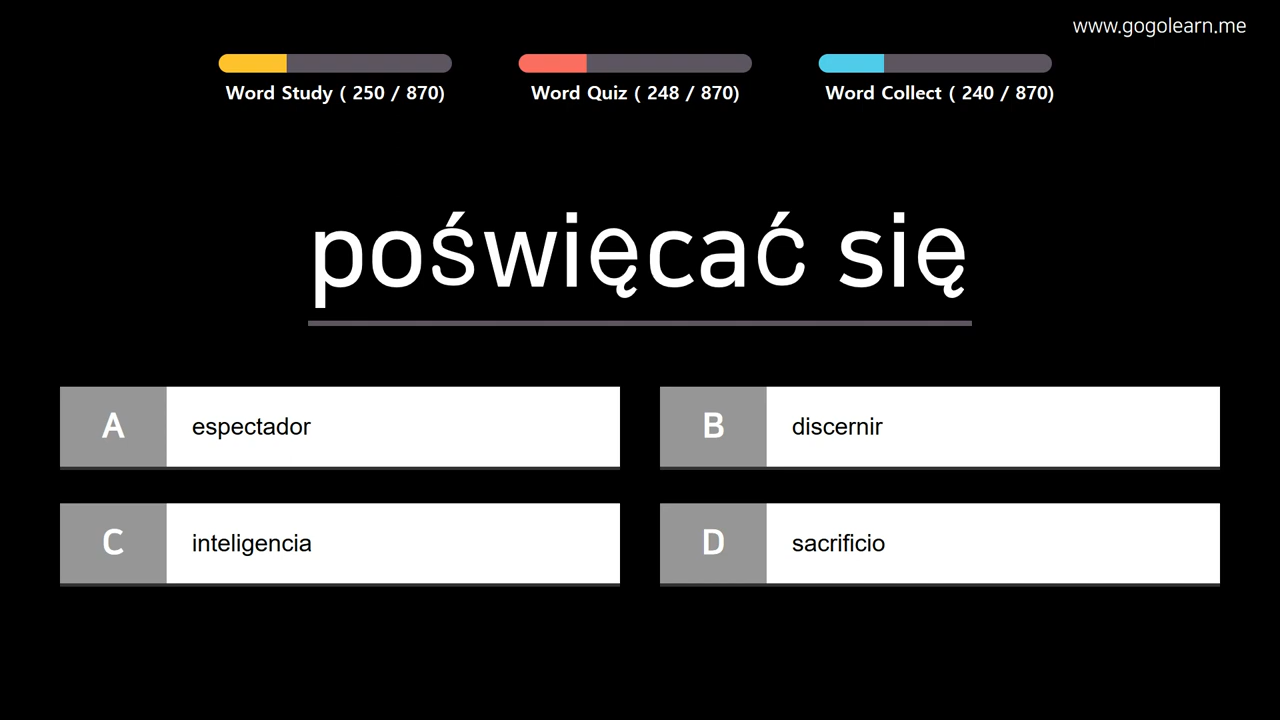 www.gogolearn.me
Word Study ( 250 / 870)
Word Quiz ( 248 / 870)
Word Collect ( 240 / 870)
poświęcać się
A espectador
B discernir
C inteligencia
D sacrificio